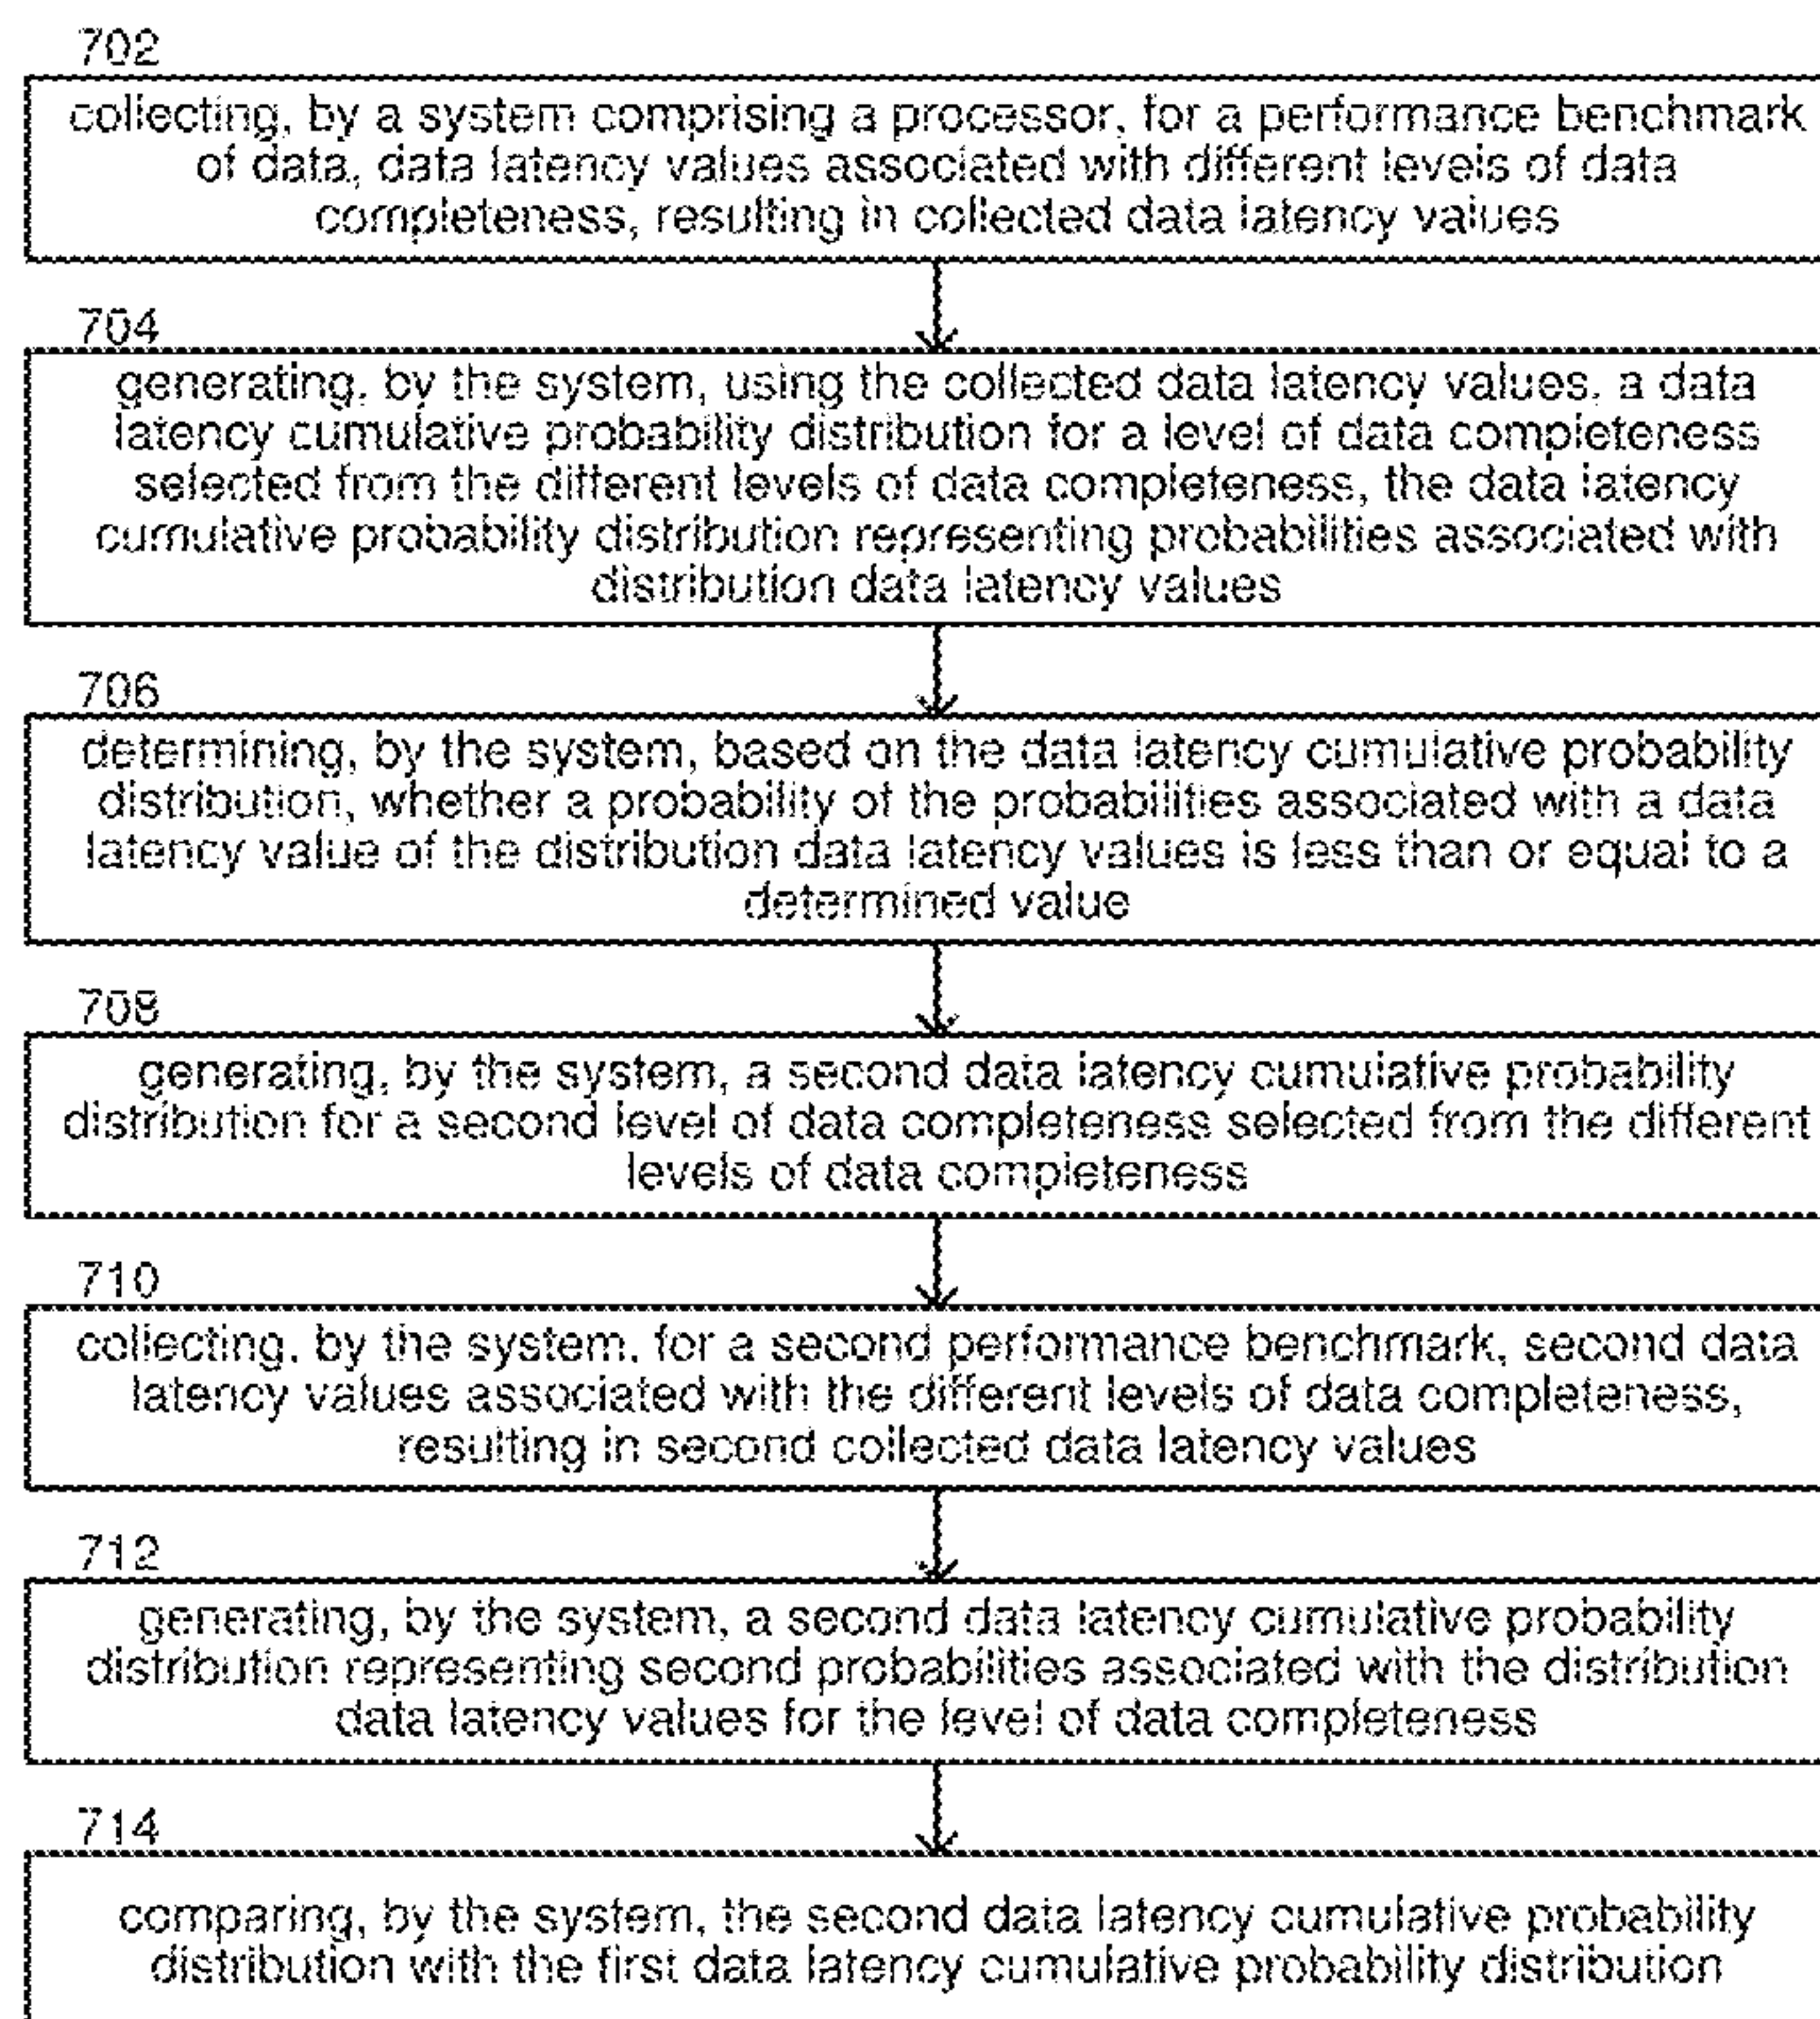 702
collecting, by a system comprising a processor, for a performance benchmark
of data, data latency values associated with different levels of data
completeness, resulting in collected data latency values
704
generating, by the system, using the collected data latency values, a data
latency cumulative probability distribution for a level of data completeness
selected from the different levels of data completeness, the data latency
cumulative probability distribution representing probabilities associated with
distribution data latency values
706
determining, by the system, based on the data latency cumulative probability
distribution, whether a probability of the probabilities associated with a data
latency value of the distribution data latency values is less than or equal to a
determined value
708
generating, by the system, a second data latency cumulative probability
distribution for a second level of data completeness selected from the different
levels of data completeness
710
collecting, by the system, for a second performance benchmark, second data
latency values associated with the different levels of data completeness,
resulting in second collected data latency values
712
generating, by the system, a second data latency cumulative probability
distribution representing second probabilities associated with the distribution
data latency values for the level of data completeness
714
comparing, by the system, the second data latency cumulative probability
distribution with the first data latency cumulative probability distribution